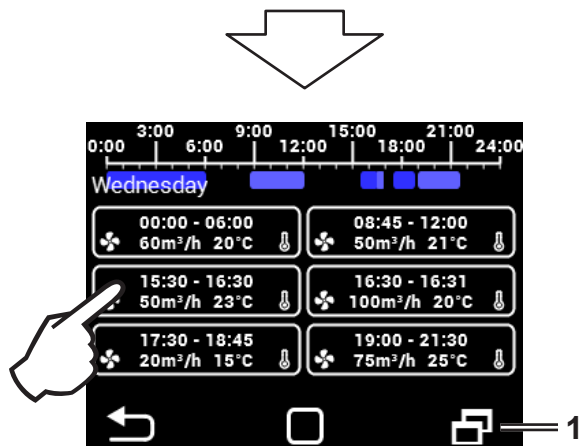 3:00 9:00 15:00 21:00
0:00 6:00 12:00 18:00 24:00
Wednesday
00:00 - 06:00
60m³/h 20°C
08:45 - 12:00
50m³/h 21°C
15:30 - 16:30
50m³/h 23°C
16:30 - 16:31
100m³/h 20°C
17:30 - 18:45
20m³/h 15°C
19:00 - 21:30
75m³/h 25°C
1